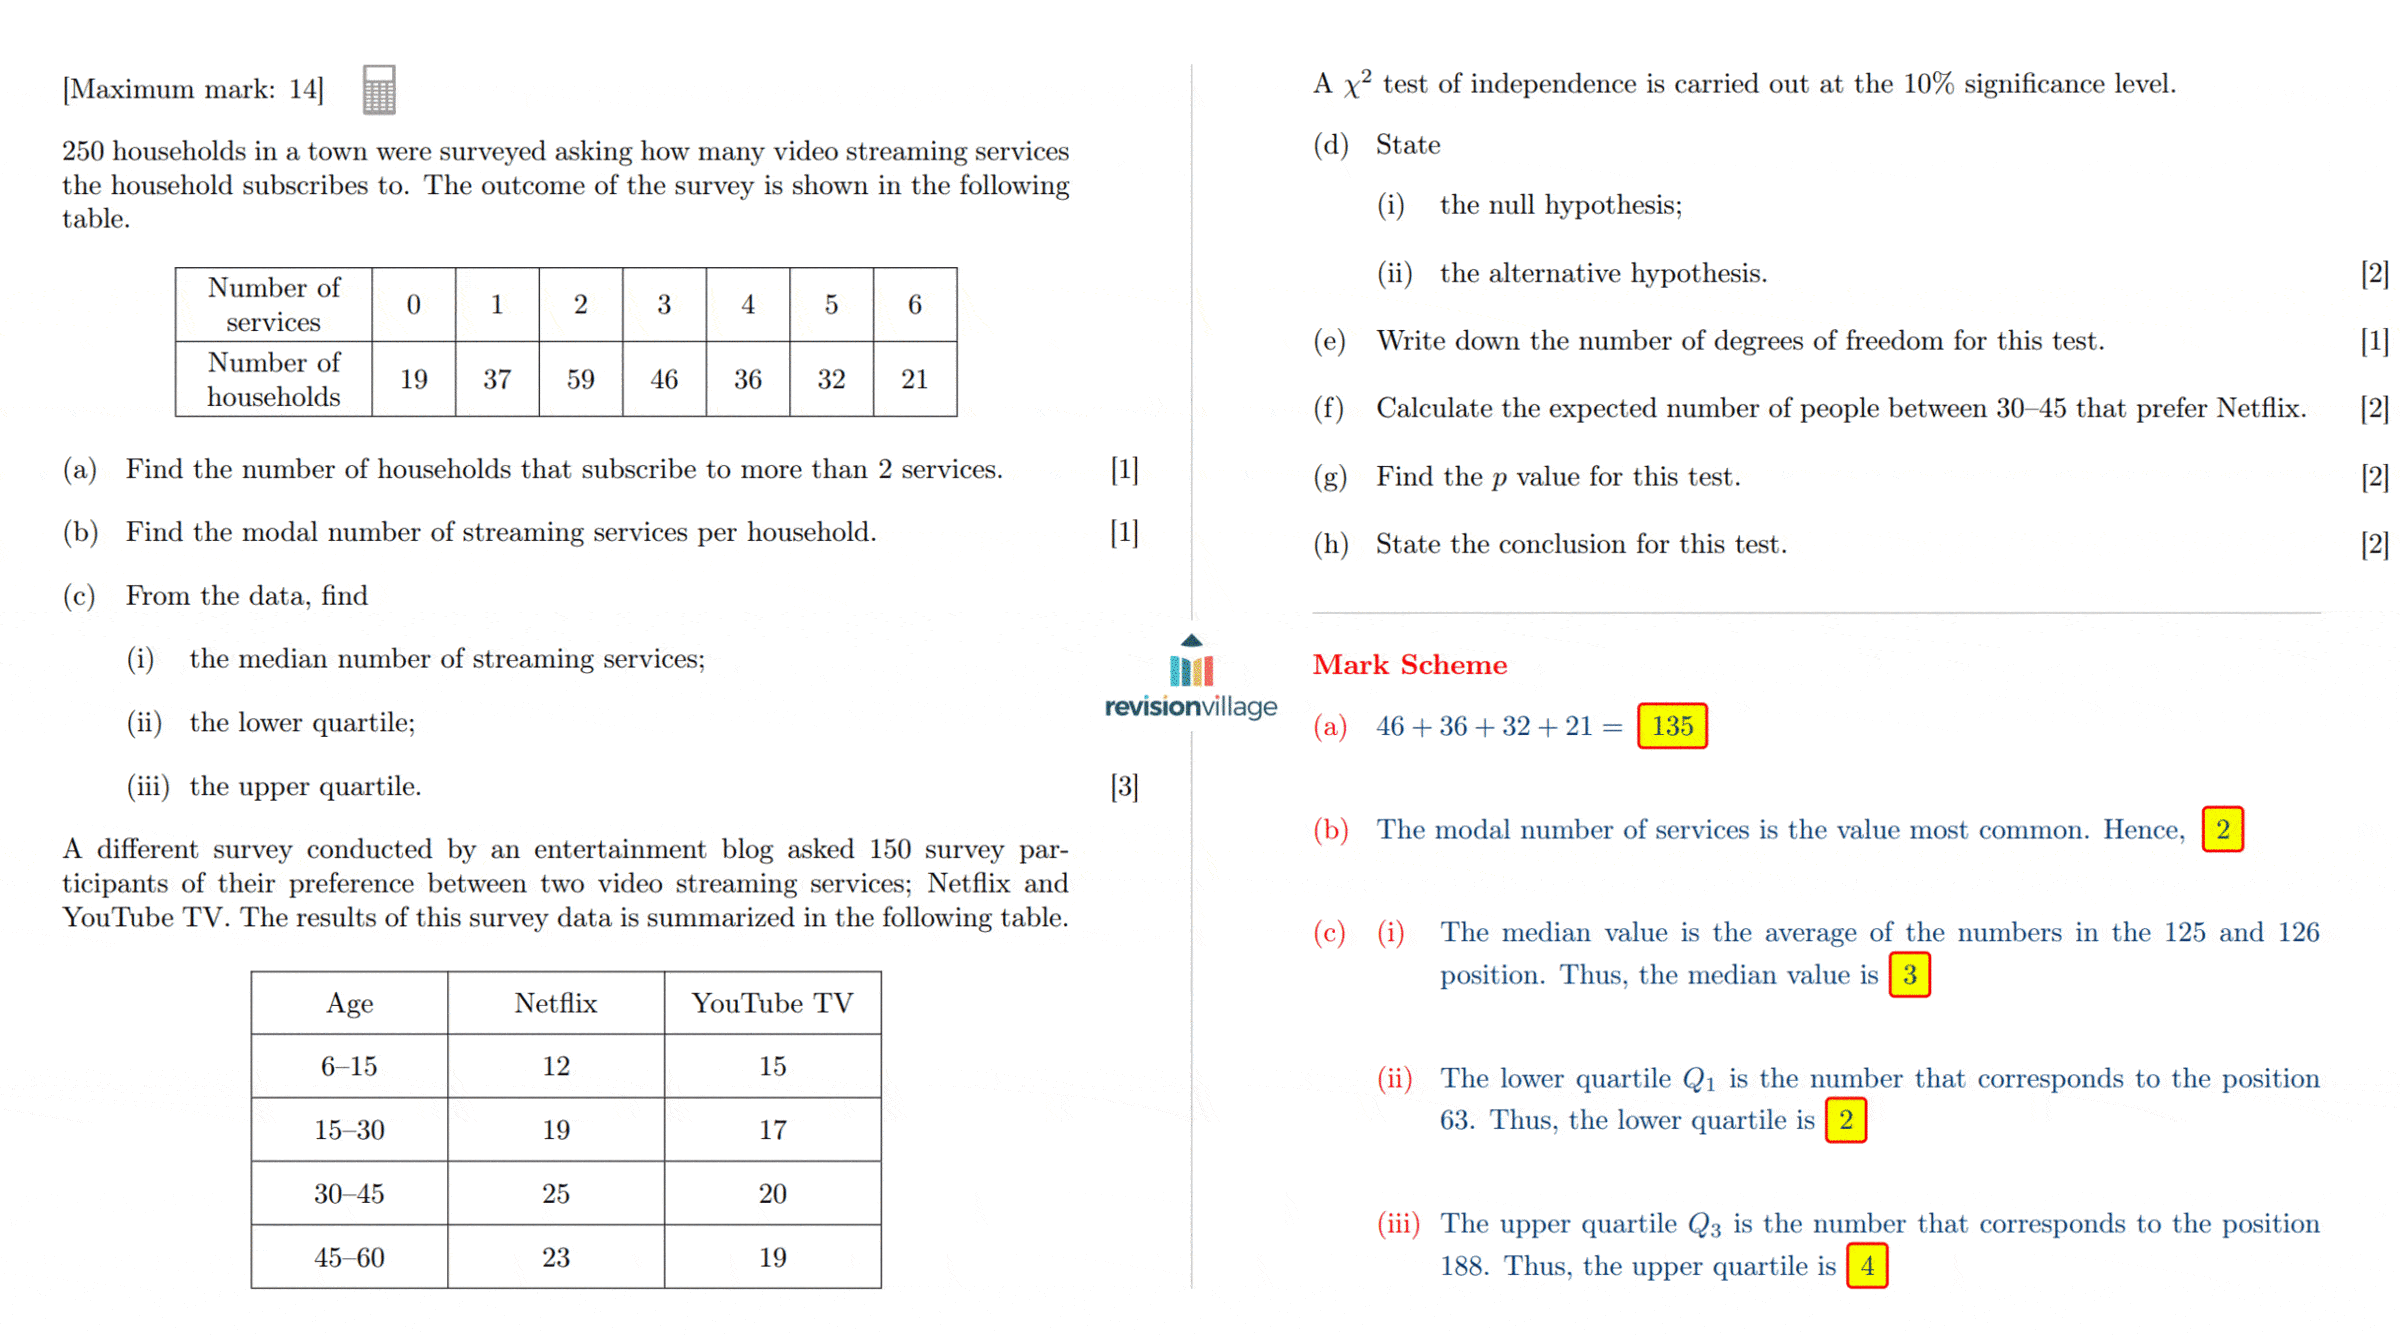 [Maximum mark: 14]
250 households in a town were surveyed asking how many video streaming services
the household subscribes to. The outcome of the survey is shown in the following
table.
Number of services 0 1 2 3 4 5 6
Number of households 19 37 59 46 36 32 21
(a) Find the number of households that subscribe to more than 2 services. [1]
(b) Find the modal number of streaming services per household. [1]
(c) From the data, find
(i) the median number of streaming services;
(ii) the lower quartile;
(iii) the upper quartile. [3]
A different survey conducted by an entertainment blog asked 150 survey par-
ticipants of their preference between two video streaming services; Netflix and
YouTube TV. The results of this survey data is summarized in the following table.
Age Netflix YouTube TV
6–15 12 15
15–30 19 17
30–45 25 20
45–60 23 19
revisionvillage
A χ² test of independence is carried out at the 10% significance level.
(d) State
(i) the null hypothesis;
(ii) the alternative hypothesis. [2]
(e) Write down the number of degrees of freedom for this test. [1]
(f) Calculate the expected number of people between 30–45 that prefer Netflix. [2]
(g) Find the p value for this test. [2]
(h) State the conclusion for this test. [2]
Mark Scheme
(a) 46 + 36 + 32 + 21 = 135
(b) The modal number of services is the value most common. Hence, 2
(c) (i) The median value is the average of the numbers in the 125 and 126
position. Thus, the median value is 3
(ii) The lower quartile Q₁ is the number that corresponds to the position
63. Thus, the lower quartile is 2
(iii) The upper quartile Q₃ is the number that corresponds to the position
188. Thus, the upper quartile is 4